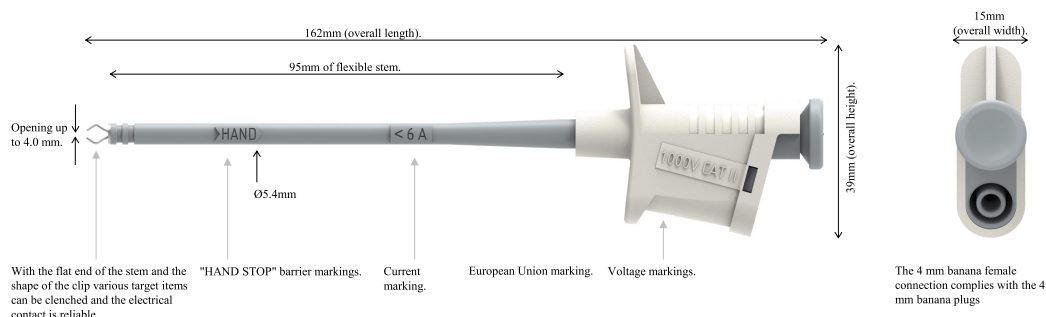 162mm (overall length).
95mm of flexible stem.
15mm
(overall width).
Opening up
to 4.0 mm.
>HAND
< 6 A
1000V CAT II
39mm (overall height).
Ø5.4mm
With the flat end of the stem and the
shape of the clip various target items
can be clenched and the electrical
contact is reliable
"HAND STOP" barrier markings.
Current
marking.
European Union marking.
Voltage markings.
The 4 mm banana female
connection complies with the 4
mm banana plugs